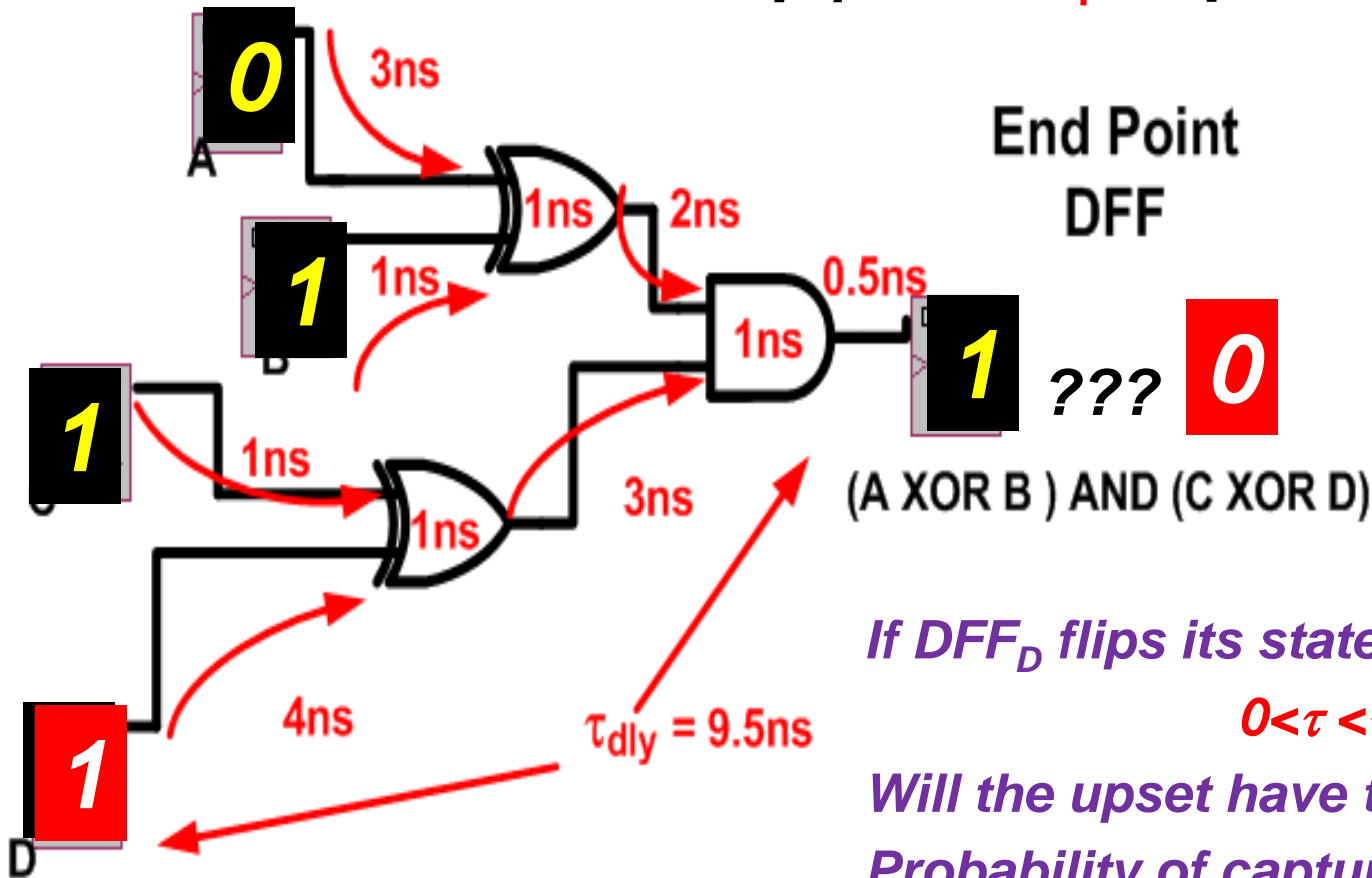 0
3ns
A
End Point
DFF
1ns
2ns
1
1ns
B
0.5ns
1ns
1
???
0
1
1ns
3ns
(A XOR B ) AND (C XOR D)
1ns
If DFF_D flips its state
4ns
τdly = 9.5ns
0<τ <
1
Will the upset have
D
Probability of captu